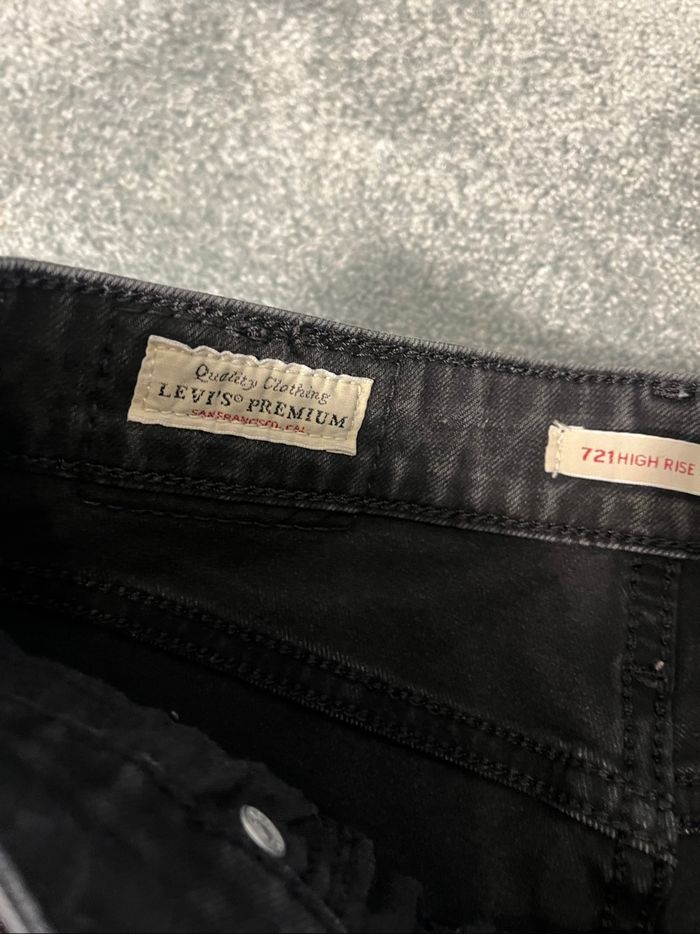 Quality Clothing
LEVI'S® PREMIUM
SAN FRANCISCO, CAL
721 HIGH RISE